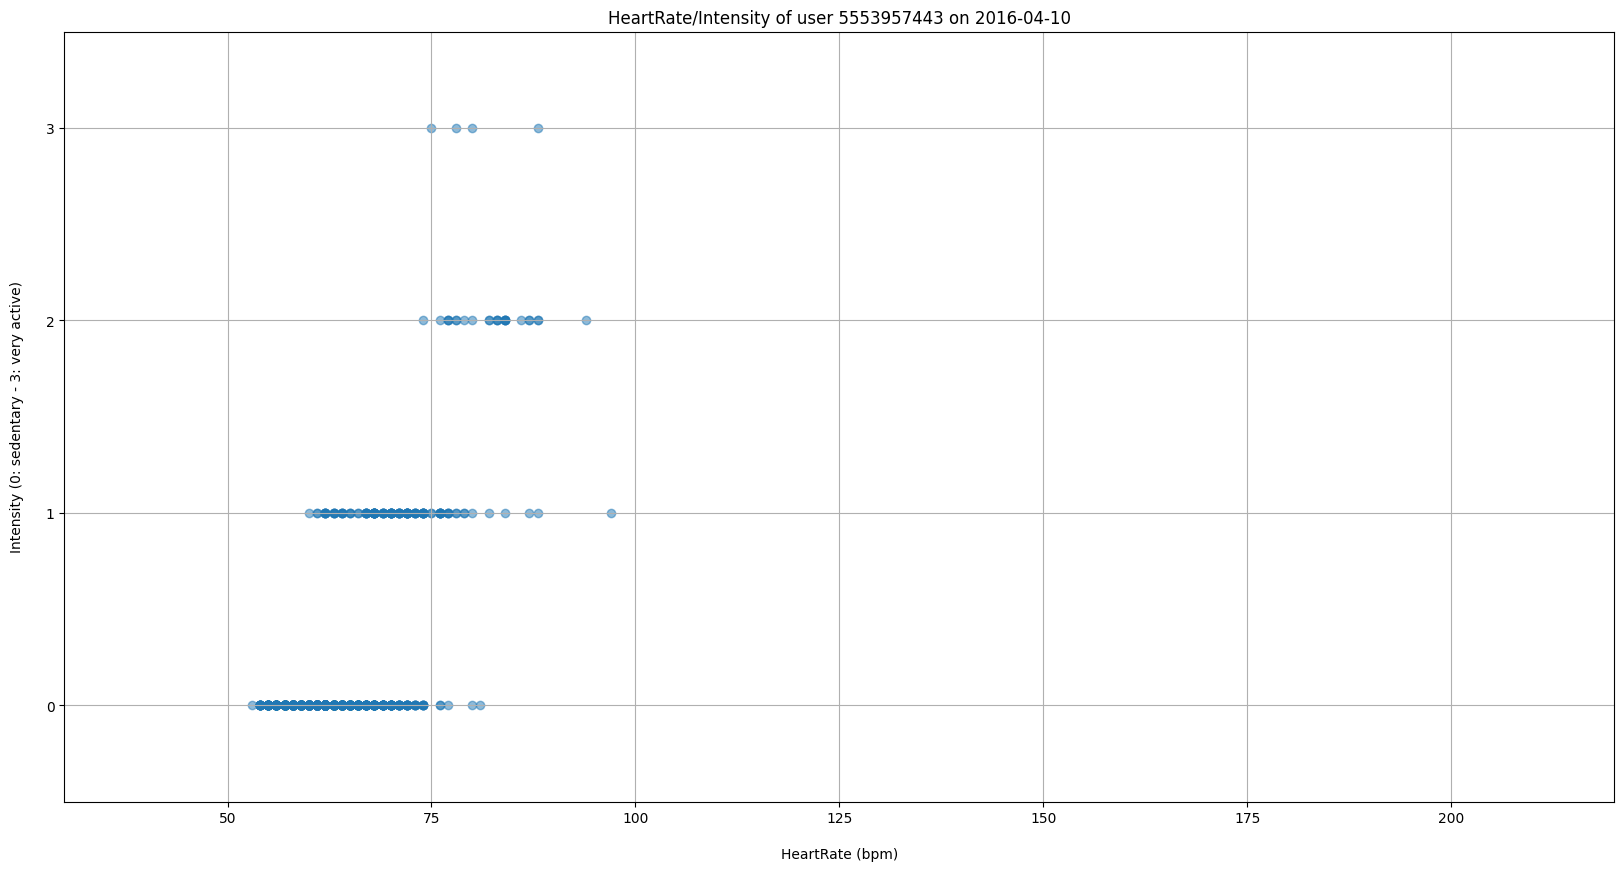 HeartRate/Intensity of user 5553957443 on 2016-04-10
Intensity (0: sedentary - 3: very active)
3
2
1
0
50 75 100 125 150 175 200
HeartRate (bpm)